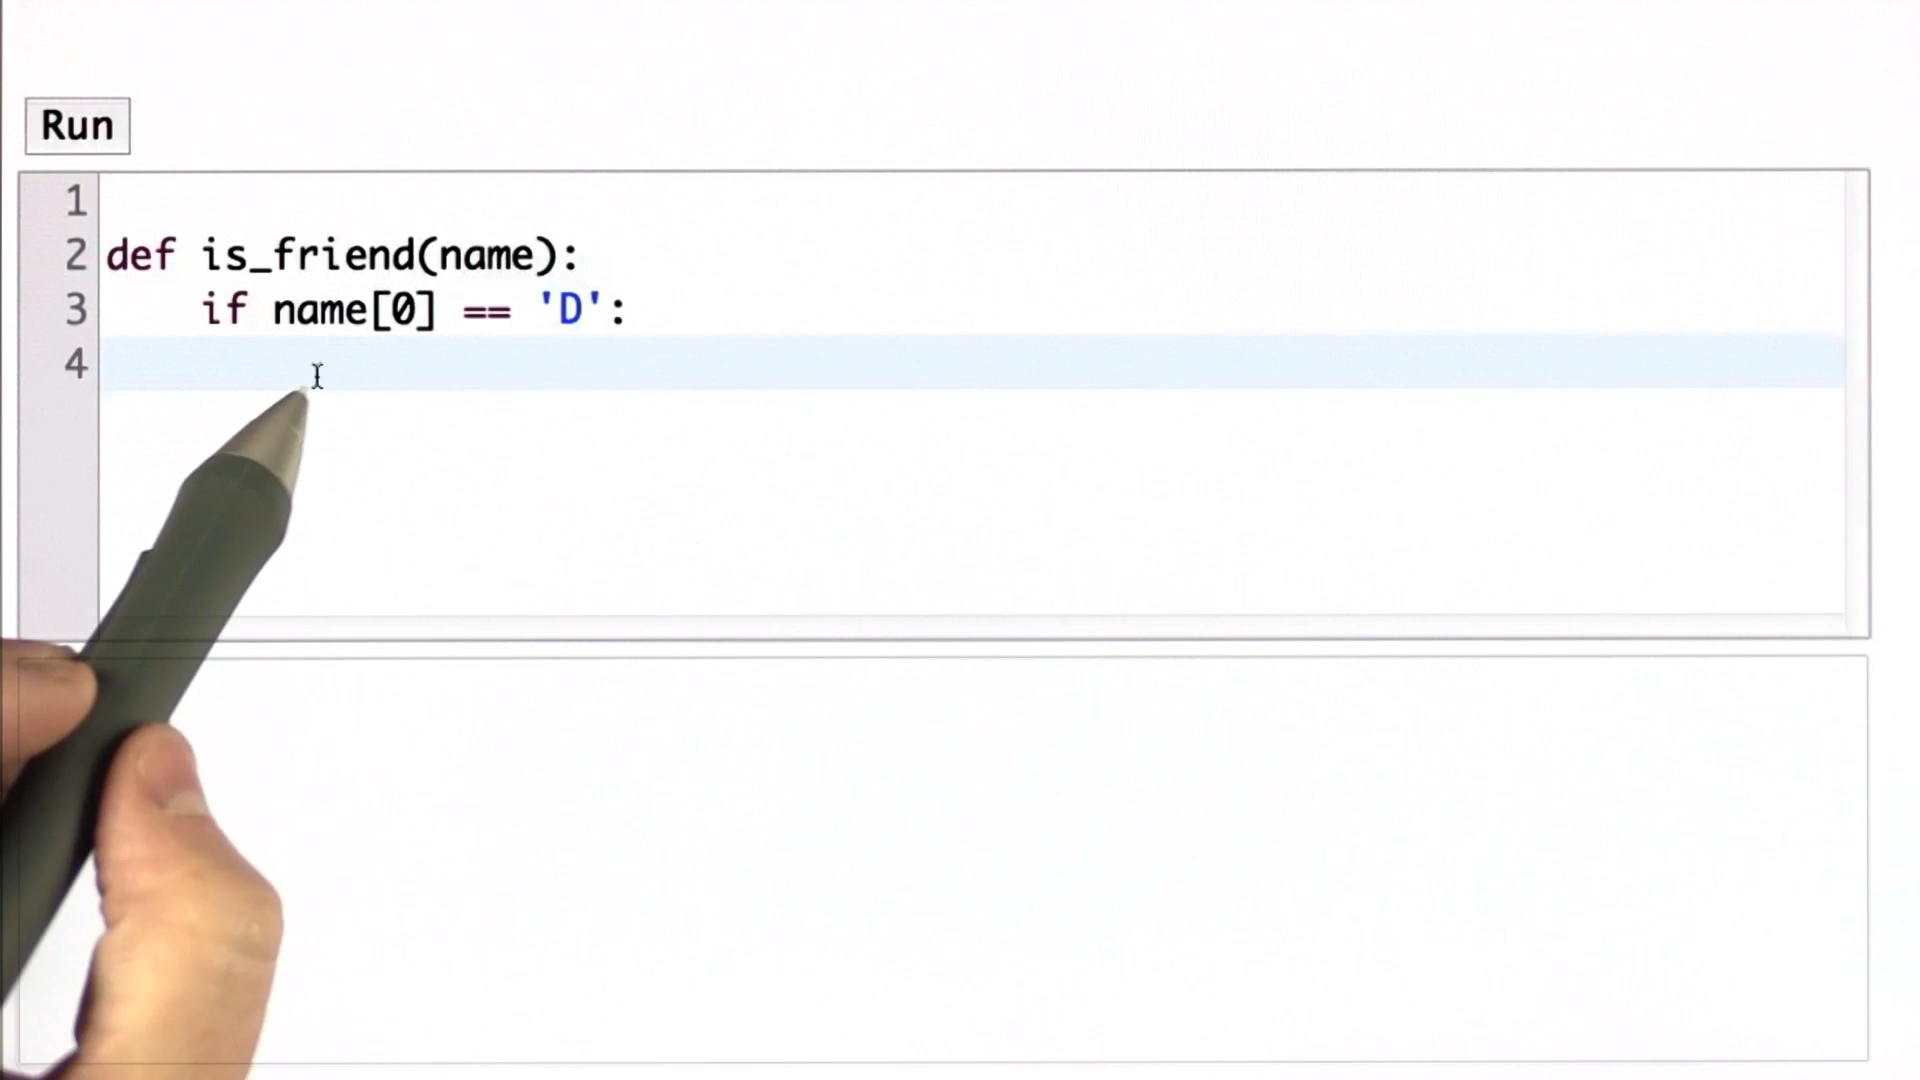 Run
1
2 def is_friend(name):
3 if name[0] == 'D':
4